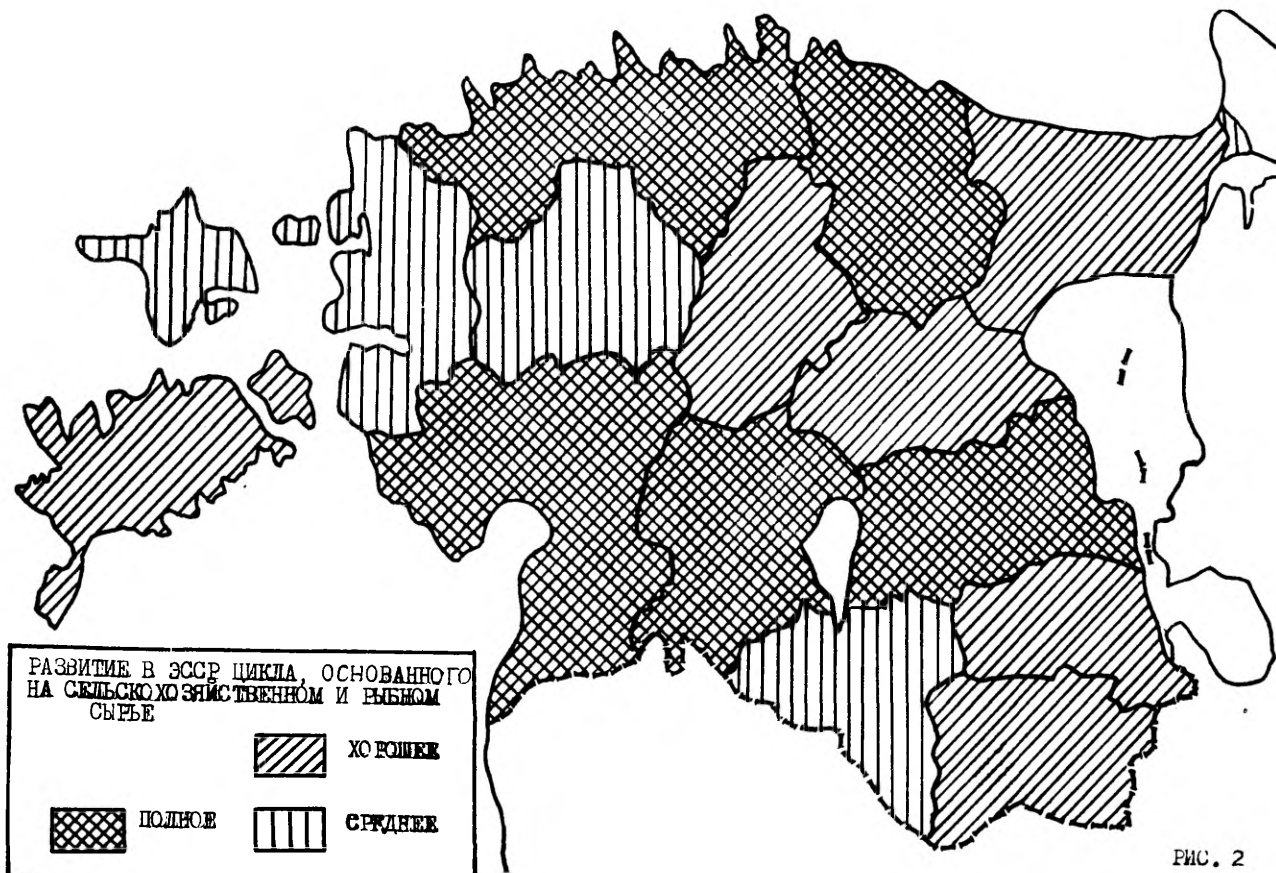 РАЗВИТИЕ В ЭССР ЦИКЛА, ОСНОВАННОГО
НА СЕЛЬСКОХОЗЯЙСТВЕННОМ И РЫБНОМ
СЫРЬЕ
ХОРОШЕЕ
ПОЛНОЕ
СРЕДНЕЕ
РИС. 2